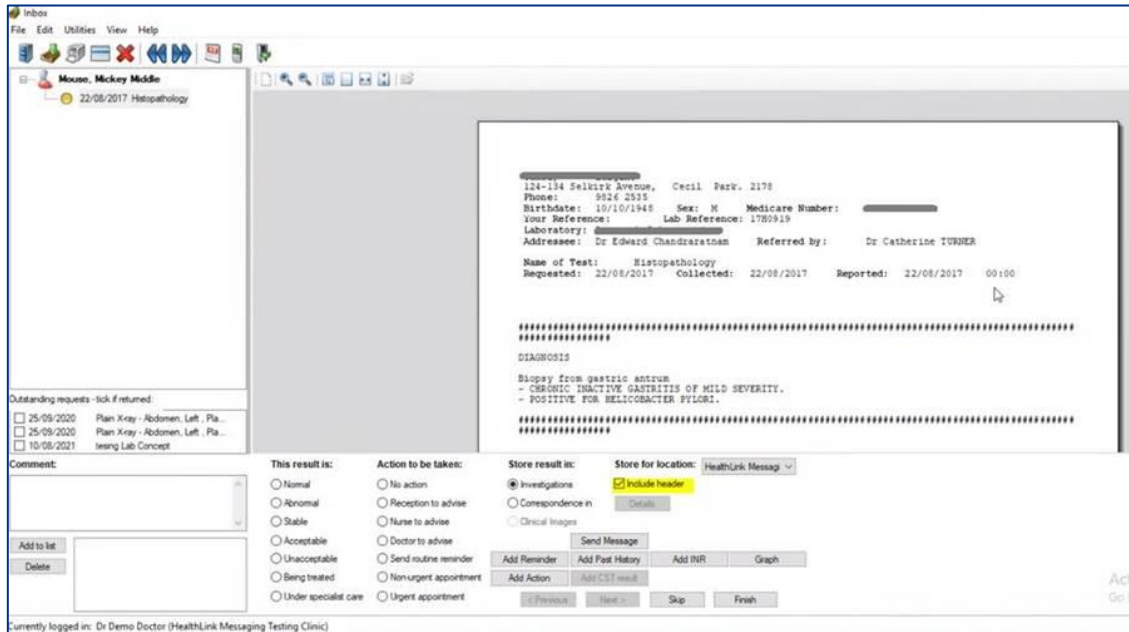 Inbox
File Edit Utilities View Help
Mouse, Mickey Middle
22/08/2017 Histopathology
124-134 Selkirk Avenue, Cecil Park. 2178
Phone: 9826 2535
Birthdate: 10/10/1948 Sex: M Medicare Number:
Your Reference: Lab Reference: 17H0919
Laboratory:
Addressee: Dr Edward Chandraratnam Referred by: Dr Catherine TURNER
Name of Test: Histopathology
Requested: 22/08/2017 Collected: 22/08/2017 Reported: 22/08/2017 00:00
DIAGNOSIS
Biopsy from gastric antrum
- CHRONIC INACTIVE GASTRITIS OF MILD SEVERITY.
- POSITIVE FOR HELICOBACTER PYLORI.
Outstanding requests - tick if returned:
25/09/2020 Plain X-ray - Abdomen, Left , Pla...
25/09/2020 Plain X-ray - Abdomen, Left , Pla...
10/08/2021 tesing Lab Concept
Comment:
Add to list
Delete
This result is:
Normal
Abnormal
Stable
Acceptable
Unacceptable
Being treated
Under specialist care
Action to be taken:
No action
Reception to advise
Nurse to advise
Doctor to advise
Send routine reminder
Non-urgent appointment
Urgent appointment
Store result in:
Investigations
Correspondence in
Clinical Images
Store for location: HealthLink Messagi
Include header
Details
Send Message
Add Reminder Add Past History Add INR Graph
Add Action Add CST result
< Previous Next > Skip Finish
Currently logged in: Dr Demo Doctor (HealthLink Messaging Testing Clinic)